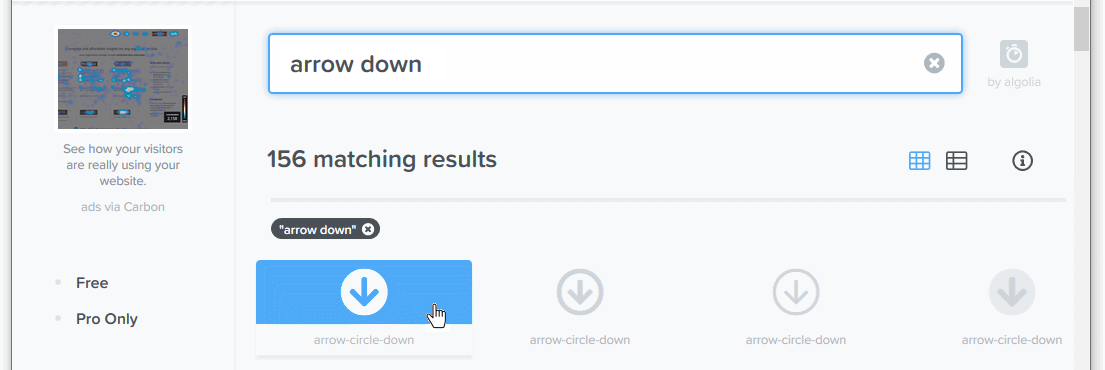 arrow down
by algolia
See how your visitors
are really using your
website.
ads via Carbon
156 matching results
"arrow down"
Free
Pro Only
arrow-circle-down
arrow-circle-down
arrow-circle-down
arrow-circle-down